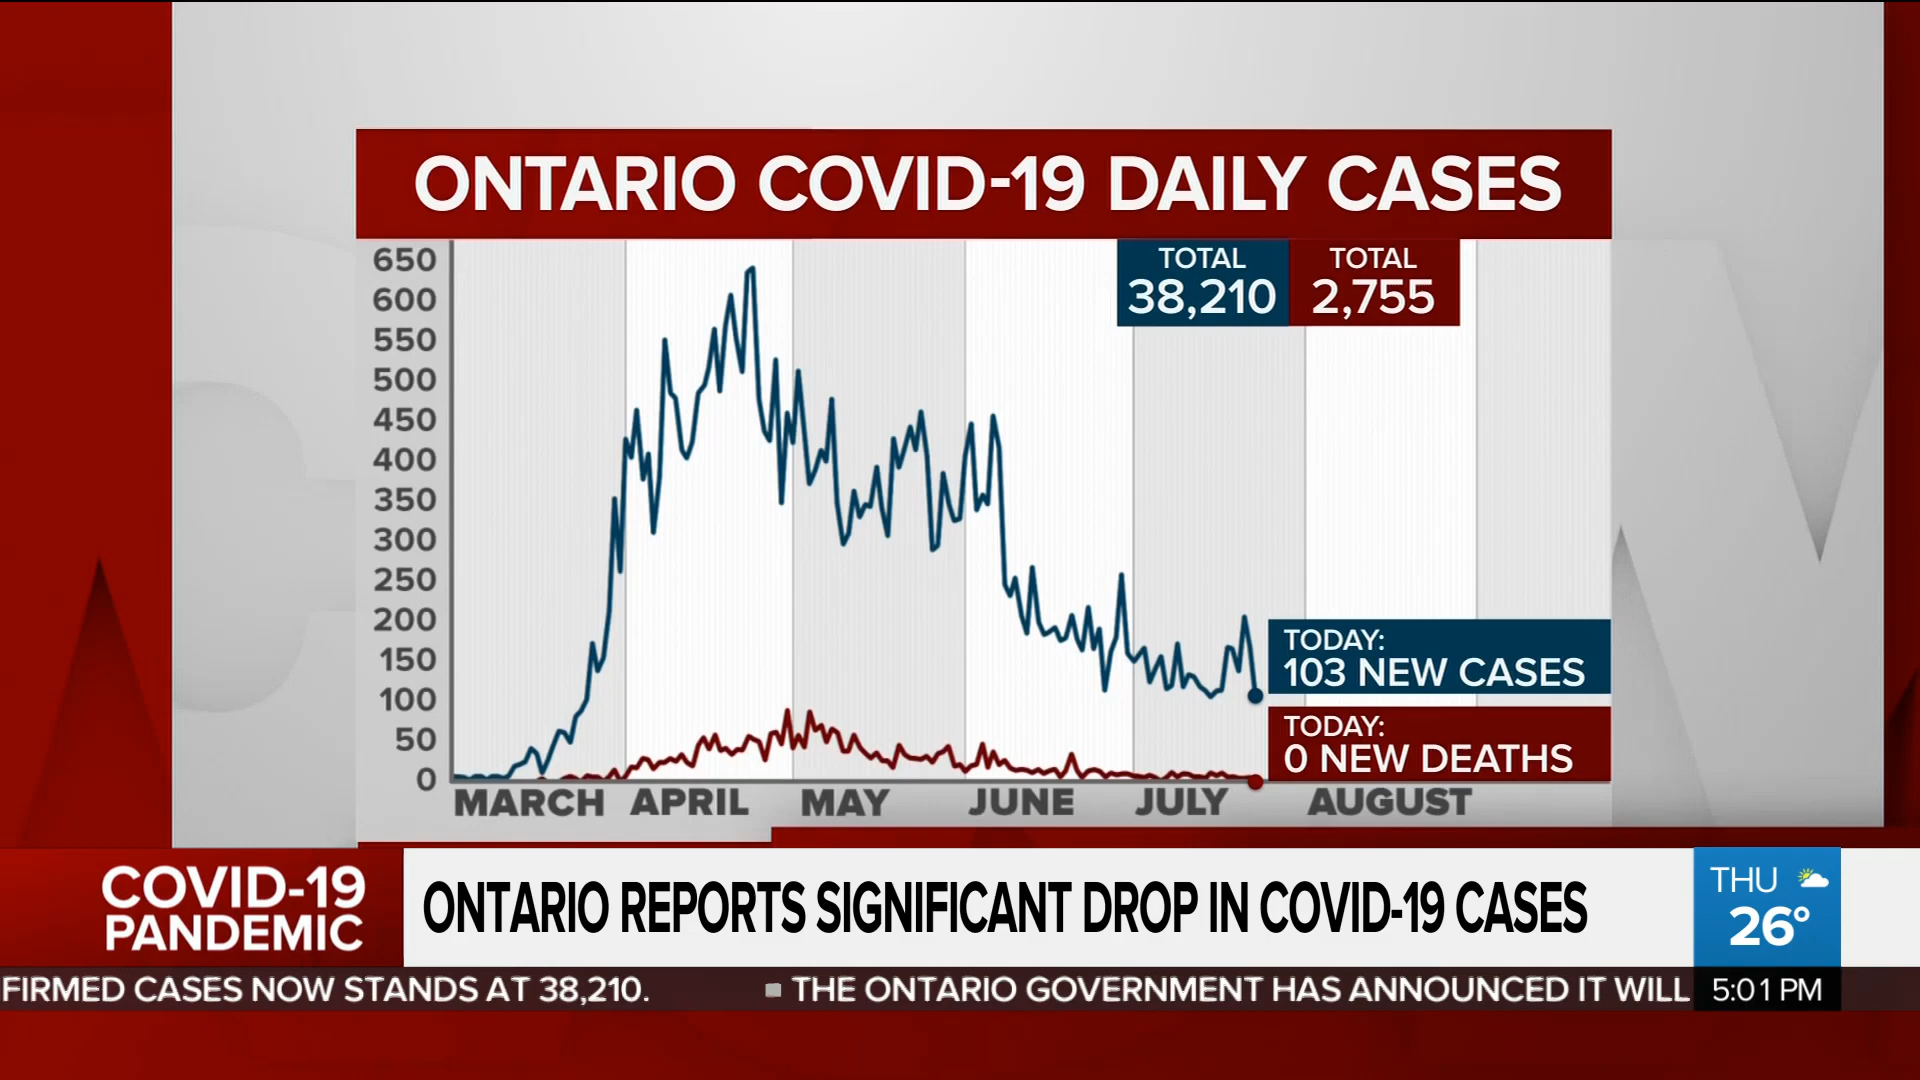 ONTARIO COVID-19 DAILY CASES
TOTAL
38,210
TOTAL
2,755
650
600
550
500
450
400
350
300
250
200
150
100
50
0
TODAY:
103 NEW CASES
TODAY:
0 NEW DEATHS
MARCH APRIL MAY JUNE JULY AUGUST
COVID-19
PANDEMIC
ONTARIO REPORTS SIGNIFICANT DROP IN COVID-19 CASES
THU
26°
FIRMED CASES NOW STANDS AT 38,210. THE ONTARIO GOVERNMENT HAS ANNOUNCED IT WILL
5:01 PM